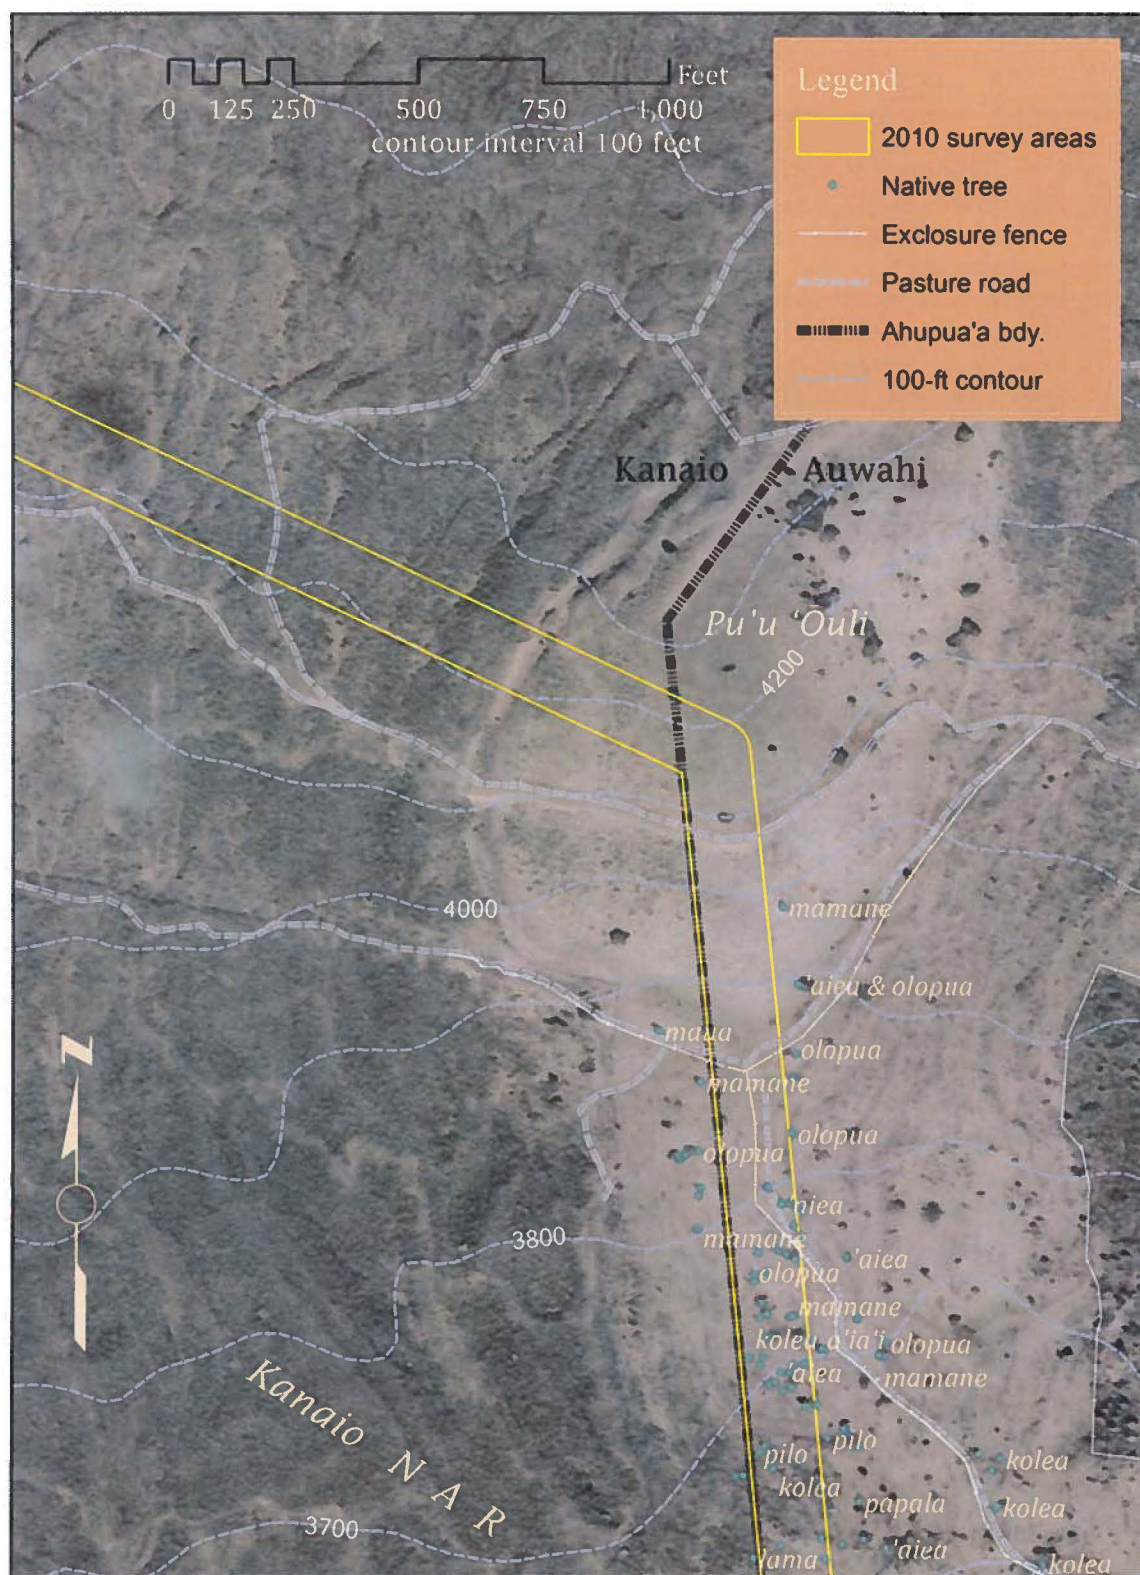 Feet
0 125 250 500 750 1,000
contour interval 100 feet
Legend
2010 survey areas
Native tree
Exclosure fence
Pasture road
Ahupua'a bdy.
100-ft contour
Kanaio Auwahi
Pu'u 'Ōuli
4200
4000
mamane
'aiea & olopua
maua
olopua
mamane
olopua
olopua
'aiea
mamane
3800
'aiea
olopua
mamane
kolea a'ia'i
olopua
'aiea
mamane
Kanaio NAR
pilo
pilo
kolea
kolea
papala
kolea
3700
'aiea
lama
kolea
N